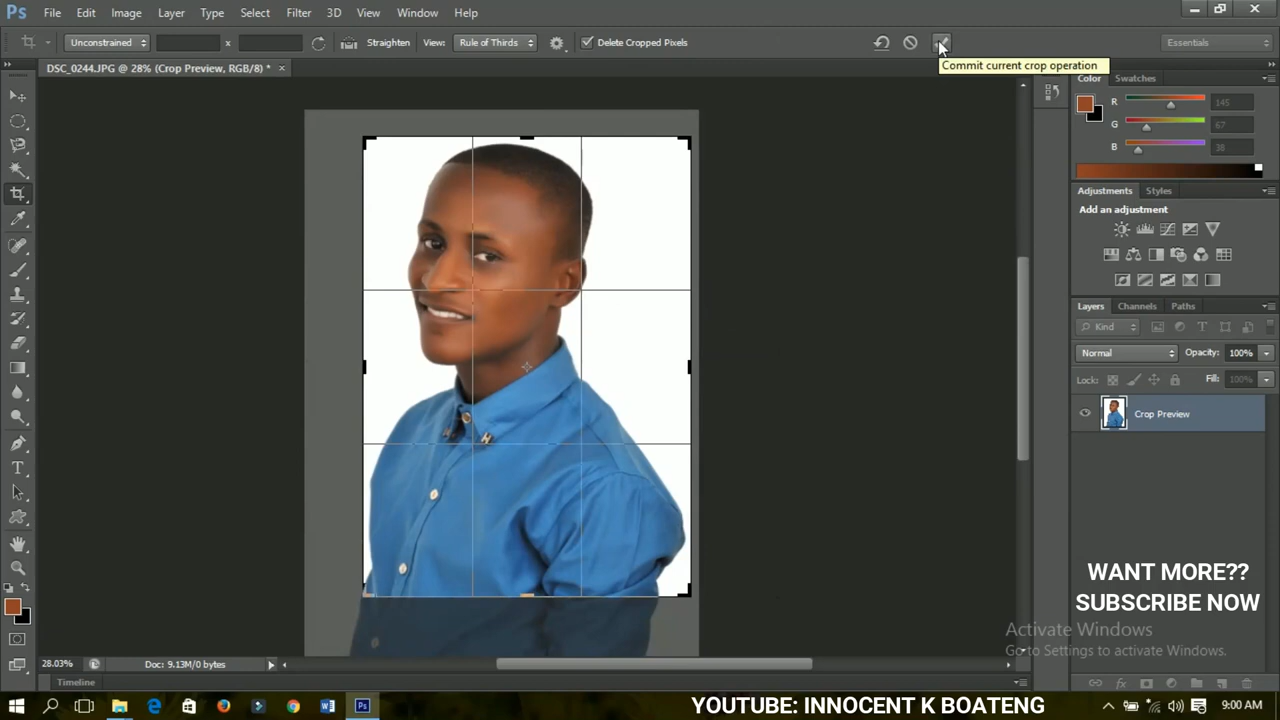 Ps File Edit Image Layer Type Select Filter 3D View Window Help
Unconstrained x Straighten View: Rule of Thirds Delete Cropped Pixels Essentials
Commit current crop operation
DSC_0244.JPG @ 28% (Crop Preview, RGB/8) * ×
Color Swatches
R 145
G 67
B 38
Adjustments Styles
Add an adjustment
Layers Channels Paths
Kind
Normal Opacity: 100%
Lock: Fill: 100%
Crop Preview
WANT MORE??
SUBSCRIBE NOW
Activate Windows
Go to Settings to activate Windows.
28.03% Doc: 9.13M/0 bytes
Timeline
YOUTUBE: INNOCENT K BOATENG
9:00 AM